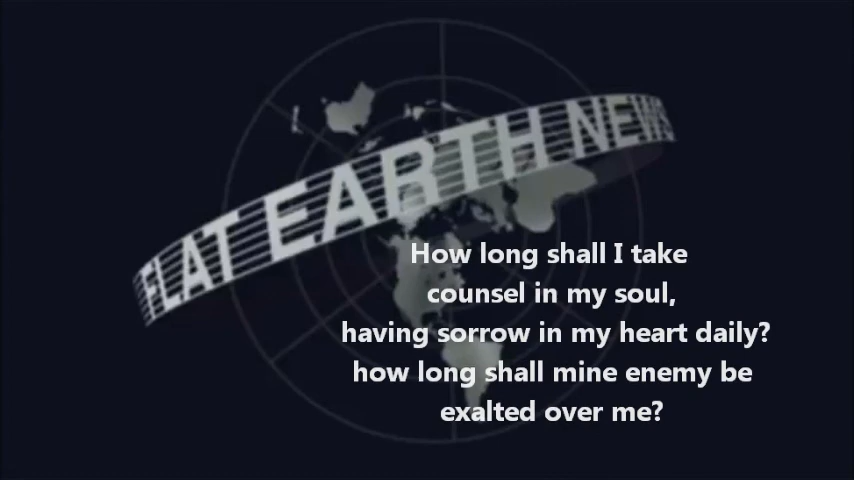 FLAT EARTH NEWS
How long shall I take
counsel in my soul,
having sorrow in my heart daily?
how long shall mine enemy be
exalted over me?